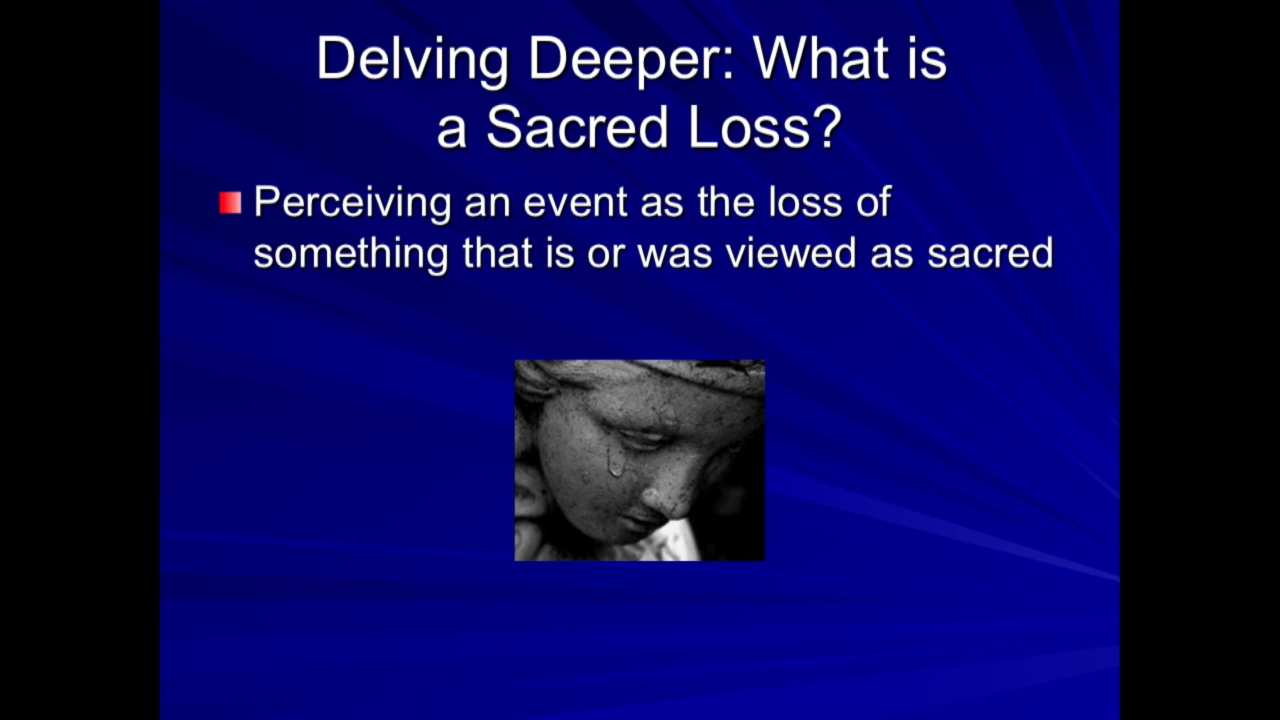 Delving Deeper: What is
a Sacred Loss?
Perceiving an event as the loss of
something that is or was viewed as sacred